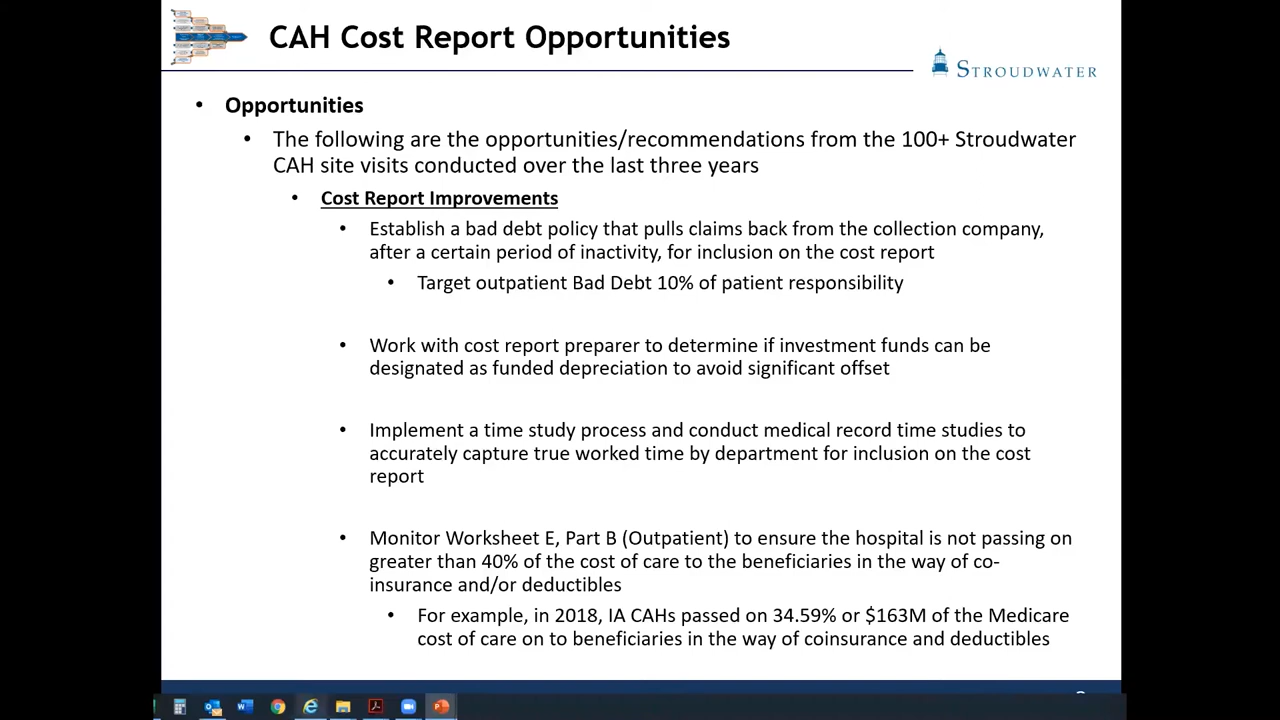 CAH Cost Report Opportunities
STROUDWATER
• Opportunities
• The following are the opportunities/recommendations from the 100+ Stroudwater
CAH site visits conducted over the last three years
• Cost Report Improvements
• Establish a bad debt policy that pulls claims back from the collection company,
after a certain period of inactivity, for inclusion on the cost report
• Target outpatient Bad Debt 10% of patient responsibility
• Work with cost report preparer to determine if investment funds can be
designated as funded depreciation to avoid significant offset
• Implement a time study process and conduct medical record time studies to
accurately capture true worked time by department for inclusion on the cost
report
• Monitor Worksheet E, Part B (Outpatient) to ensure the hospital is not passing on
greater than 40% of the cost of care to the beneficiaries in the way of co-
insurance and/or deductibles
• For example, in 2018, IA CAHs passed on 34.59% or $163M of the Medicare
cost of care on to beneficiaries in the way of coinsurance and deductibles